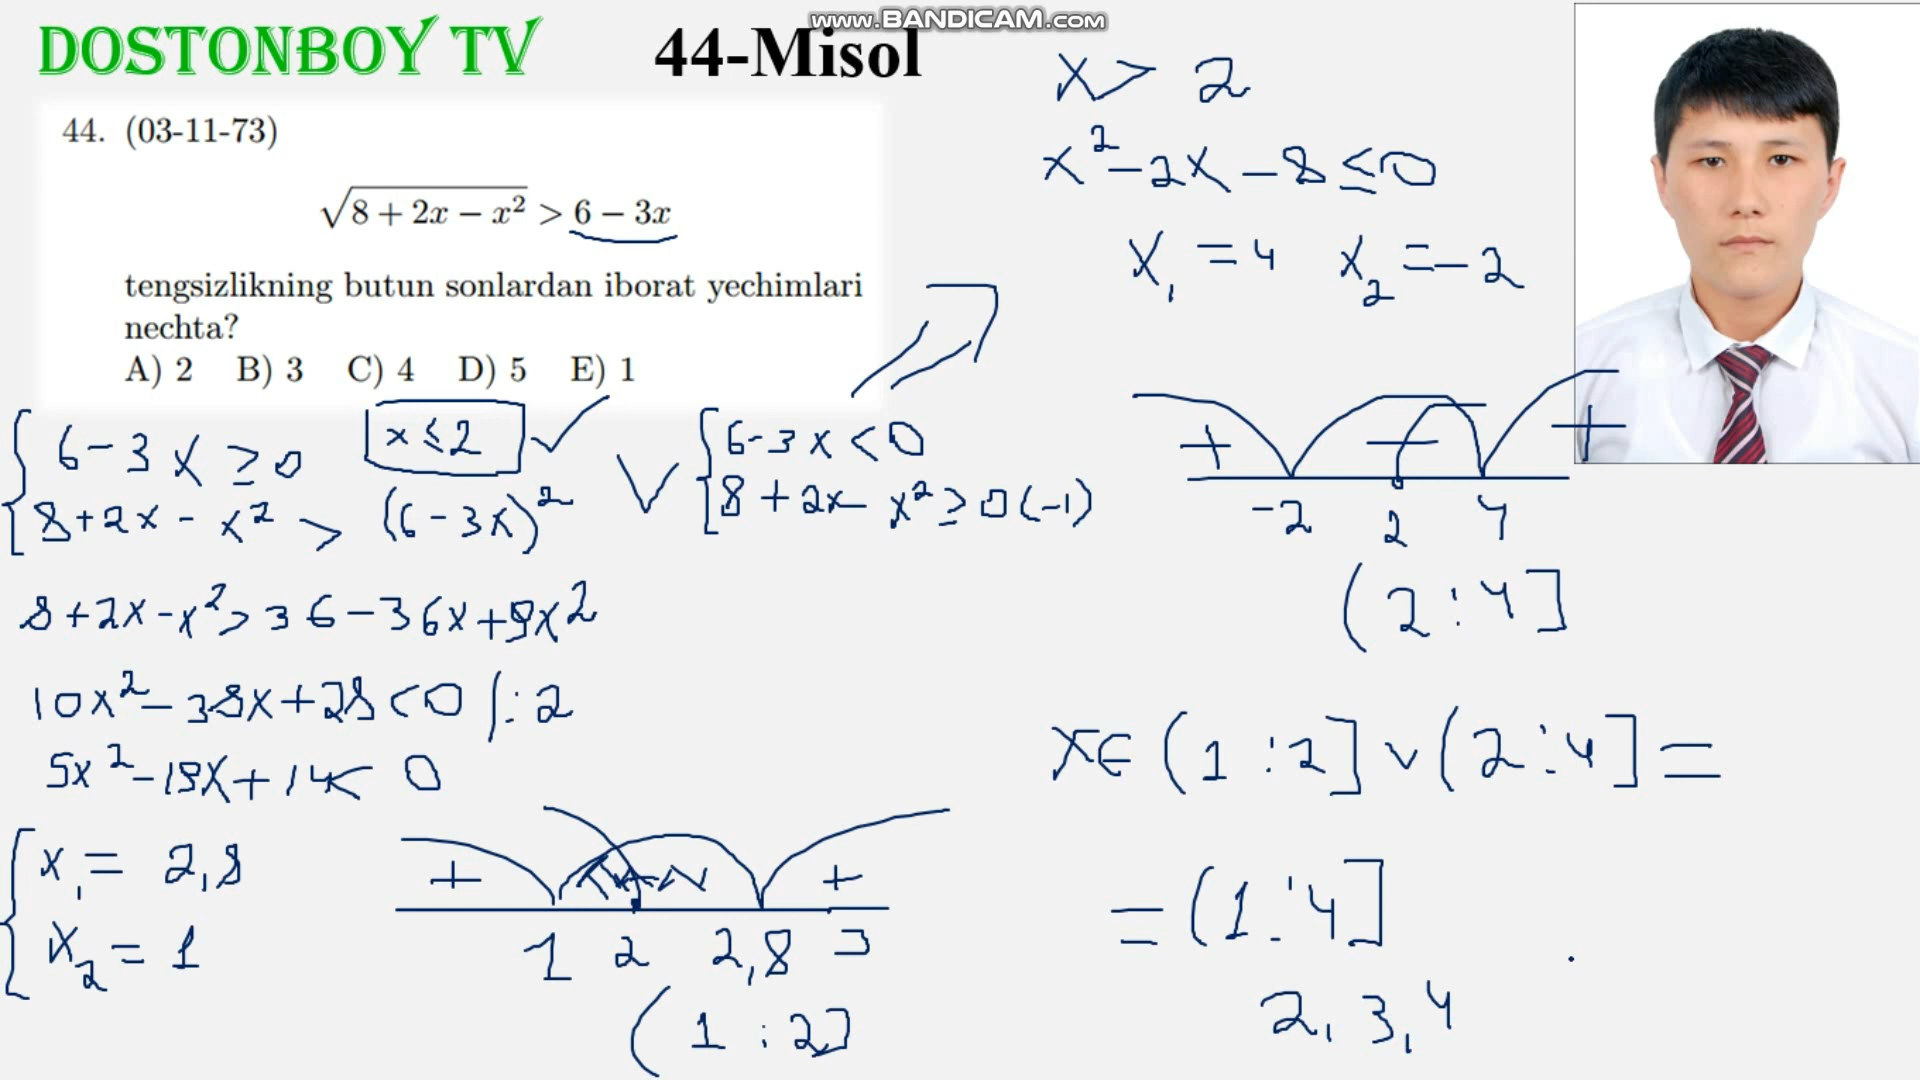 www.BANDICAM.com
DOSTONBOY TV
44-Misol
44. (03-11-73)
√8 + 2x − x² > 6 − 3x
tengsizlikning butun sonlardan iborat yechimlari
nechta?
A) 2 B) 3 C) 4 D) 5 E) 1
{ 6-3x ≥ 0
x ≤ 2 ✓
8+2x - x² > (6-3x)²
8+2x-x² > 36-36x+9x²
10x²-38x+28<0 |:2
5x²-19x+14< 0
{ x₁ = 2,8
x₂ = 1
+ - +
1 2 2,8 3
(1 : 2]
V
{ 6-3x < 0
8+2x-x² ≥ 0 (-1)
x > 2
x²-2x-8 ≤ 0
x₁ = 4 x₂ = -2
+ - +
-2 2 4
(2 : 4]
x∈ (1 : 2] ∨ (2 : 4] =
= (1 : 4]
2, 3, 4